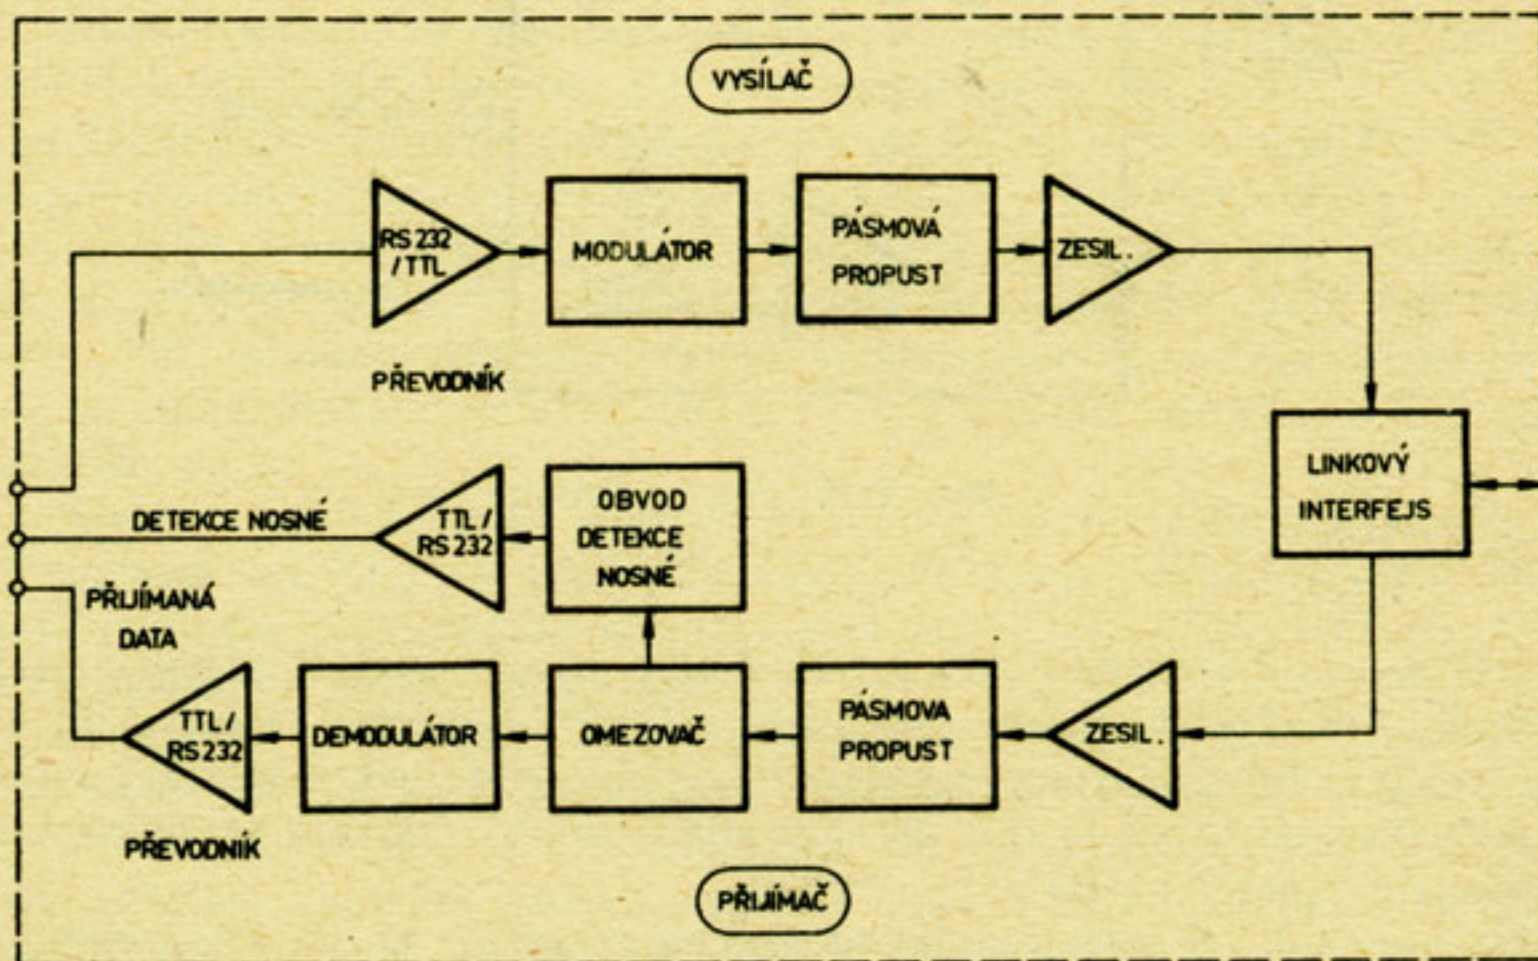 VYSÍLAČ
RS 232
/ TTL
MODULÁTOR
PÁSMOVÁ
PROPUST
ZESIL.
PŘEVODNÍK
LINKOVÝ
INTERFEJS
DETEKCE NOSNÉ
TTL /
RS 232
OBVOD
DETEKCE
NOSNÉ
PŘIJÍMANÁ
DATA
TTL /
RS 232
DEMODULÁTOR
OMEZOVAČ
PÁSMOVA
PROPUST
ZESIL.
PŘEVODNÍK
PŘIJÍMAČ